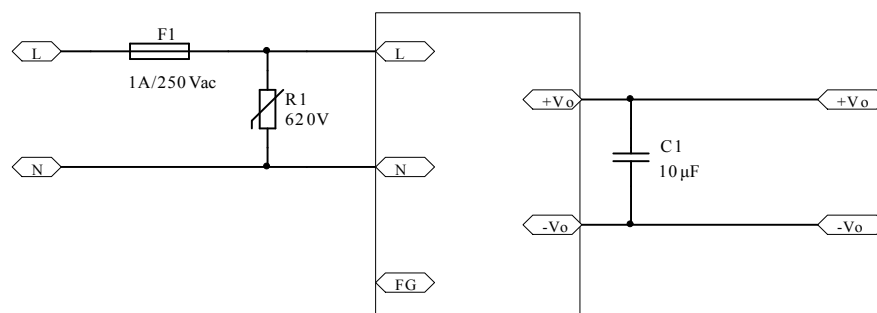 F1
L
L
1A/250Vac
R1
620V
+Vo
+Vo
C1
10μF
N
N
-Vo
-Vo
FG